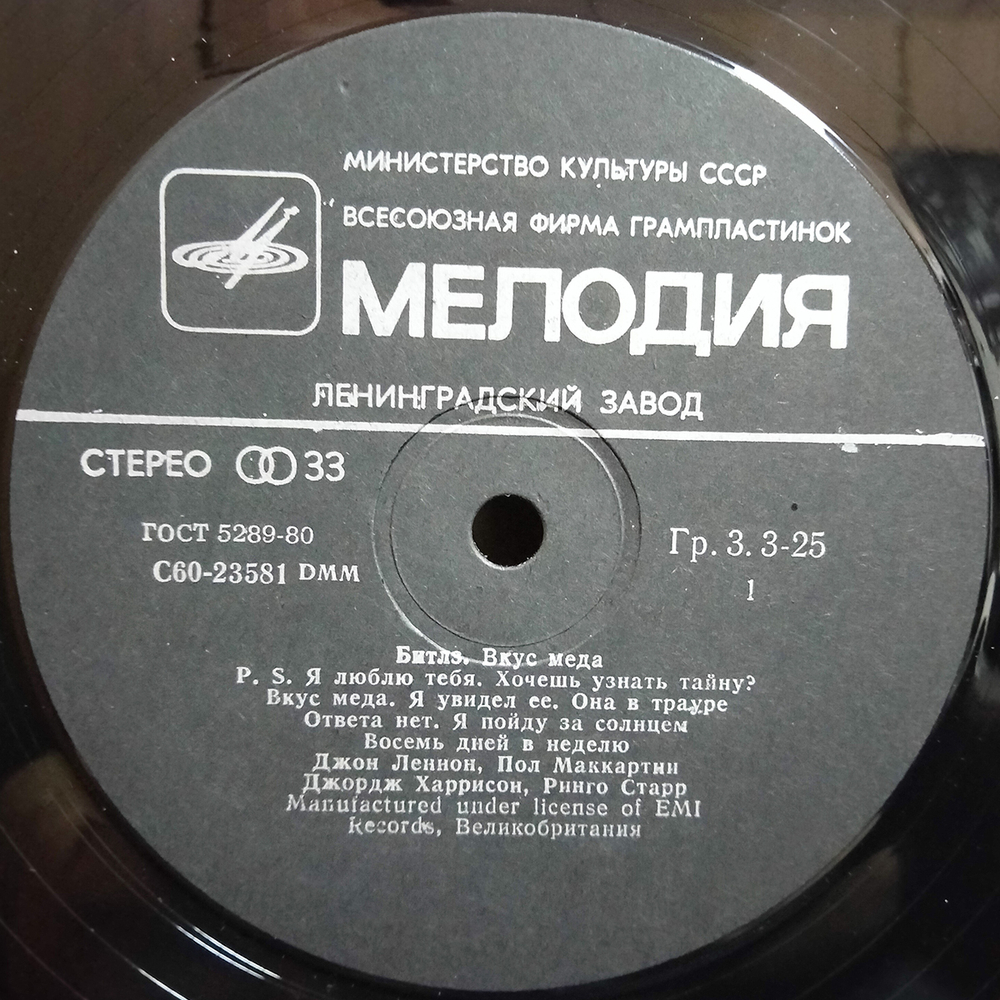 МИНИСТЕРСТВО КУЛЬТУРЫ СССР
ВСЕСОЮЗНАЯ ФИРМА ГРАМПЛАСТИНОК
МЕЛОДИЯ
ЛЕНИНГРАДСКИЙ ЗАВОД
СТЕРЕО 33
ГОСТ 5289-80
Гр. 3. 3-25
С60-23581 DMM
1
Битлз. Вкус меда
P. S. Я люблю тебя. Хочешь узнать тайну?
Вкус меда. Я увидел ее. Она в трауре
Ответа нет. Я пойду за солнцем
Восемь дней в неделю
Джон Леннон, Пол Маккартни
Джордж Харрисон, Ринго Старр
Manufactured under license of EMI
Records, Великобритания